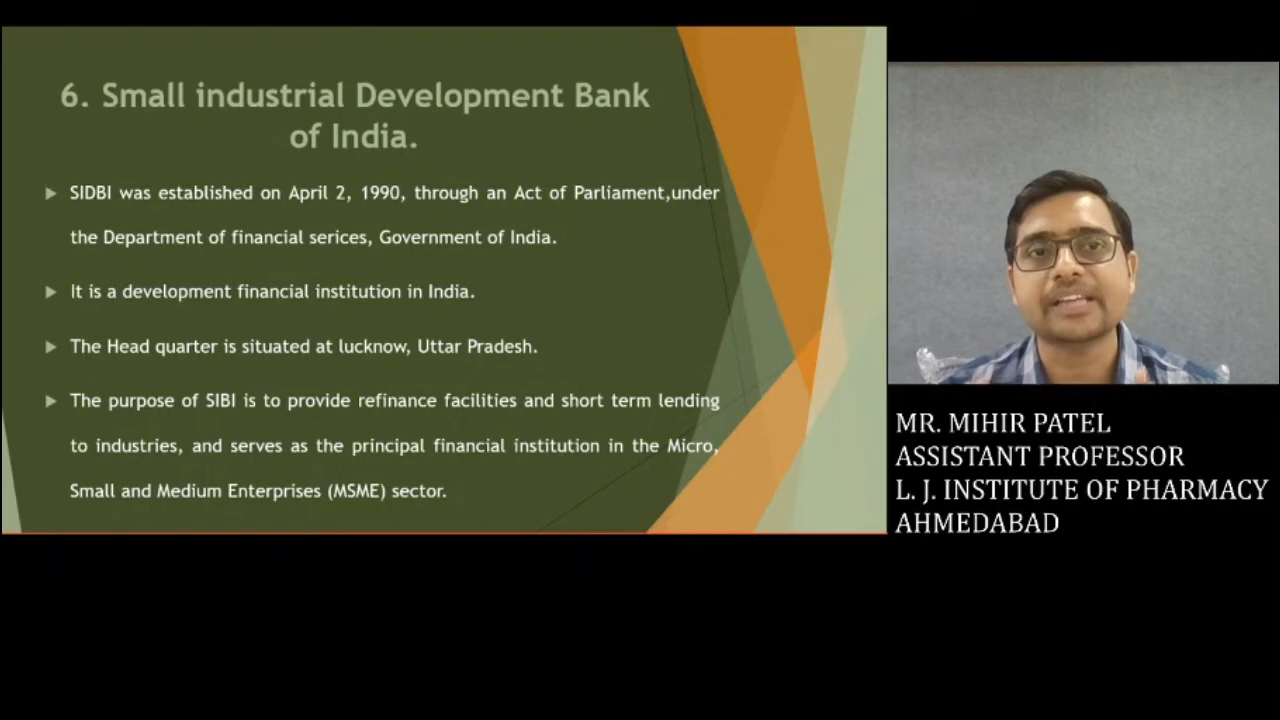 6. Small industrial Development Bank
of India.
SIDBI was established on April 2, 1990, through an Act of Parliament,under
the Department of financial serices, Government of India.
It is a development financial institution in India.
The Head quarter is situated at lucknow, Uttar Pradesh.
The purpose of SIBI is to provide refinance facilities and short term lending
to industries, and serves as the principal financial institution in the Micro,
Small and Medium Enterprises (MSME) sector.
MR. MIHIR PATEL
ASSISTANT PROFESSOR
L. J. INSTITUTE OF PHARMACY
AHMEDABAD